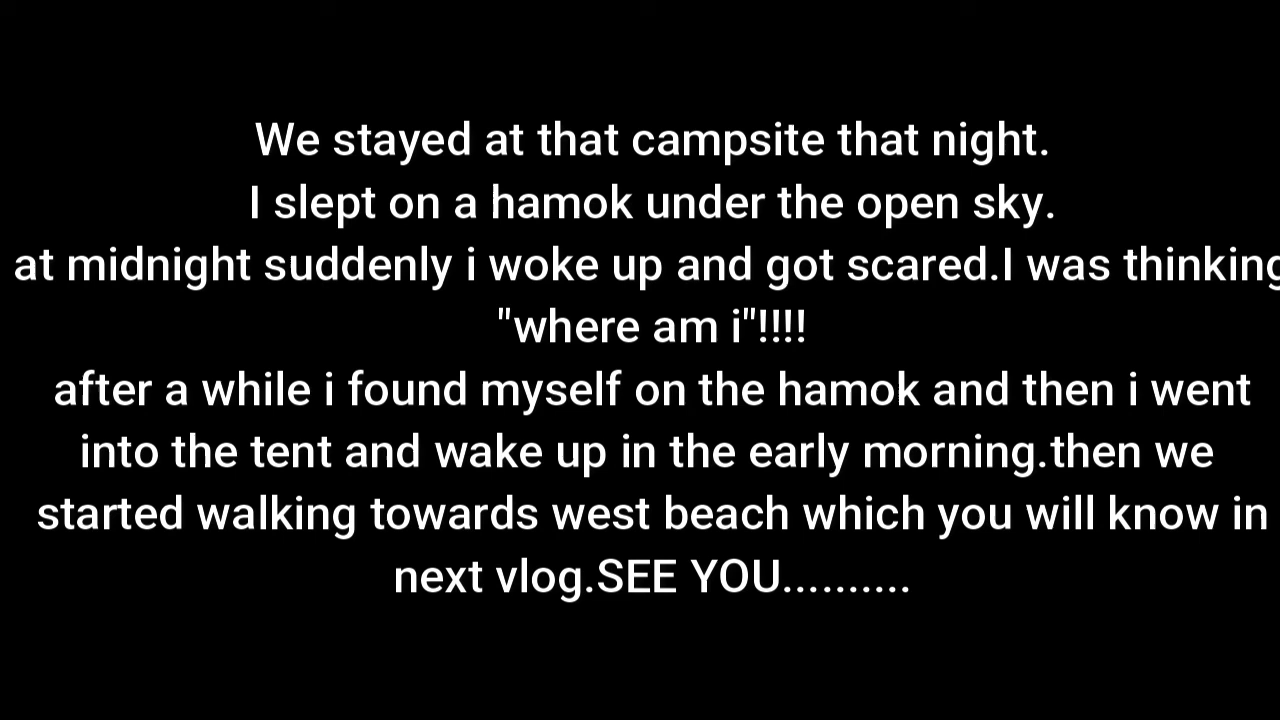 We stayed at that campsite that night.
I slept on a hamok under the open sky.
at midnight suddenly i woke up and got scared.I was thinking
"where am i"!!!!
after a while i found myself on the hamok and then i went
into the tent and wake up in the early morning.then we
started walking towards west beach which you will know in
next vlog.SEE YOU..........